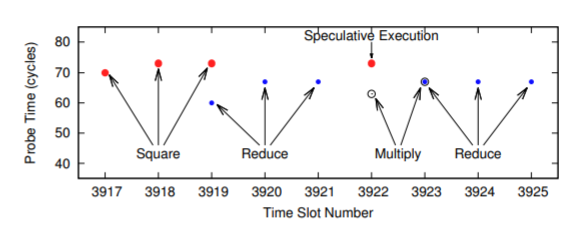 Speculative Execution
80
70
60
50
40
Probe Time (cycles)
Square Reduce Multiply Reduce
3917 3918 3919 3920 3921 3922 3923 3924 3925
Time Slot Number